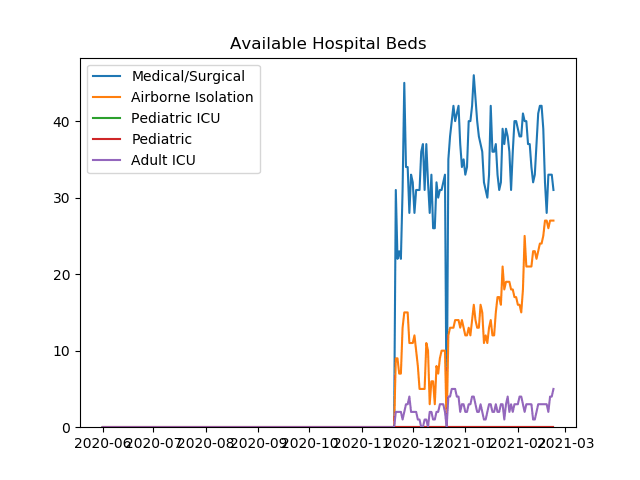 Available Hospital Beds
Medical/Surgical
Airborne Isolation
Pediatric ICU
Pediatric
Adult ICU
40
30
20
10
0
2020-06 2020-07 2020-08 2020-09 2020-10 2020-11 2020-12 2021-01 2021-02 2021-03